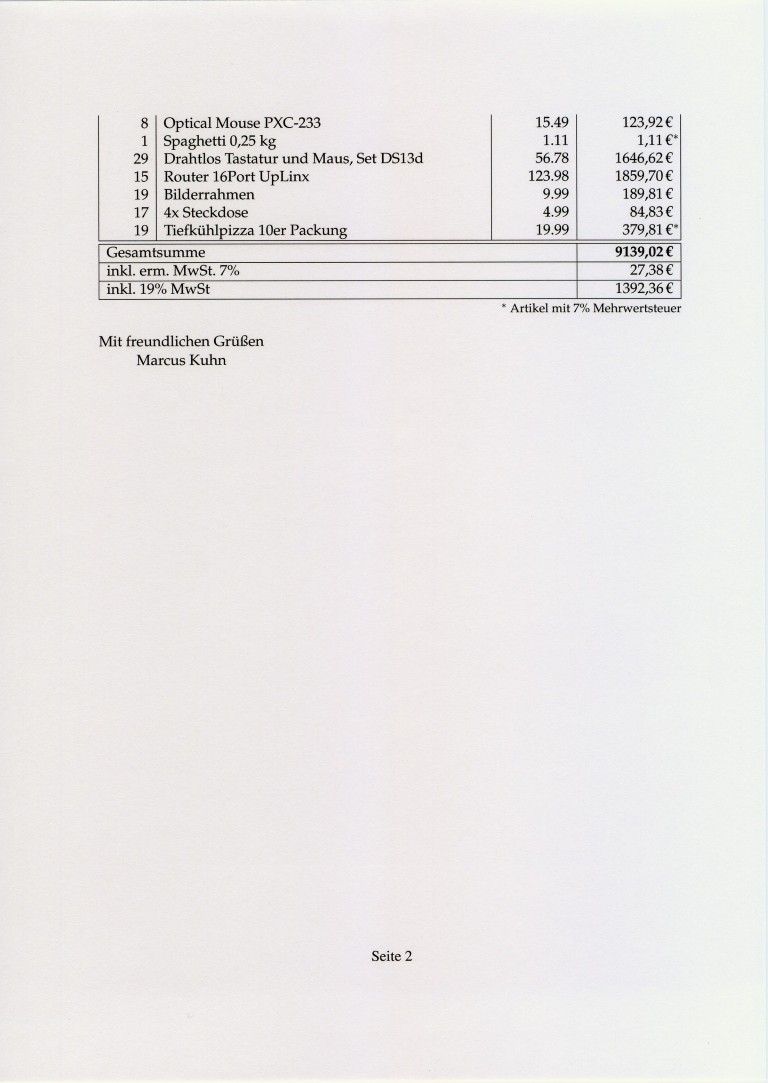 8 Optical Mouse PXC-233 15.49 123,92 €
1 Spaghetti 0,25 kg 1.11 1,11 €*
29 Drahtlos Tastatur und Maus, Set DS13d 56.78 1646,62 €
15 Router 16Port UpLinx 123.98 1859,70 €
19 Bilderrahmen 9.99 189,81 €
17 4x Steckdose 4.99 84,83 €
19 Tiefkühlpizza 10er Packung 19.99 379,81 €*
Gesamtsumme 9139,02 €
inkl. erm. MwSt. 7% 27,38 €
inkl. 19% MwSt 1392,36 €
* Artikel mit 7% Mehrwertsteuer
Mit freundlichen Grüßen
Marcus Kuhn
Seite 2